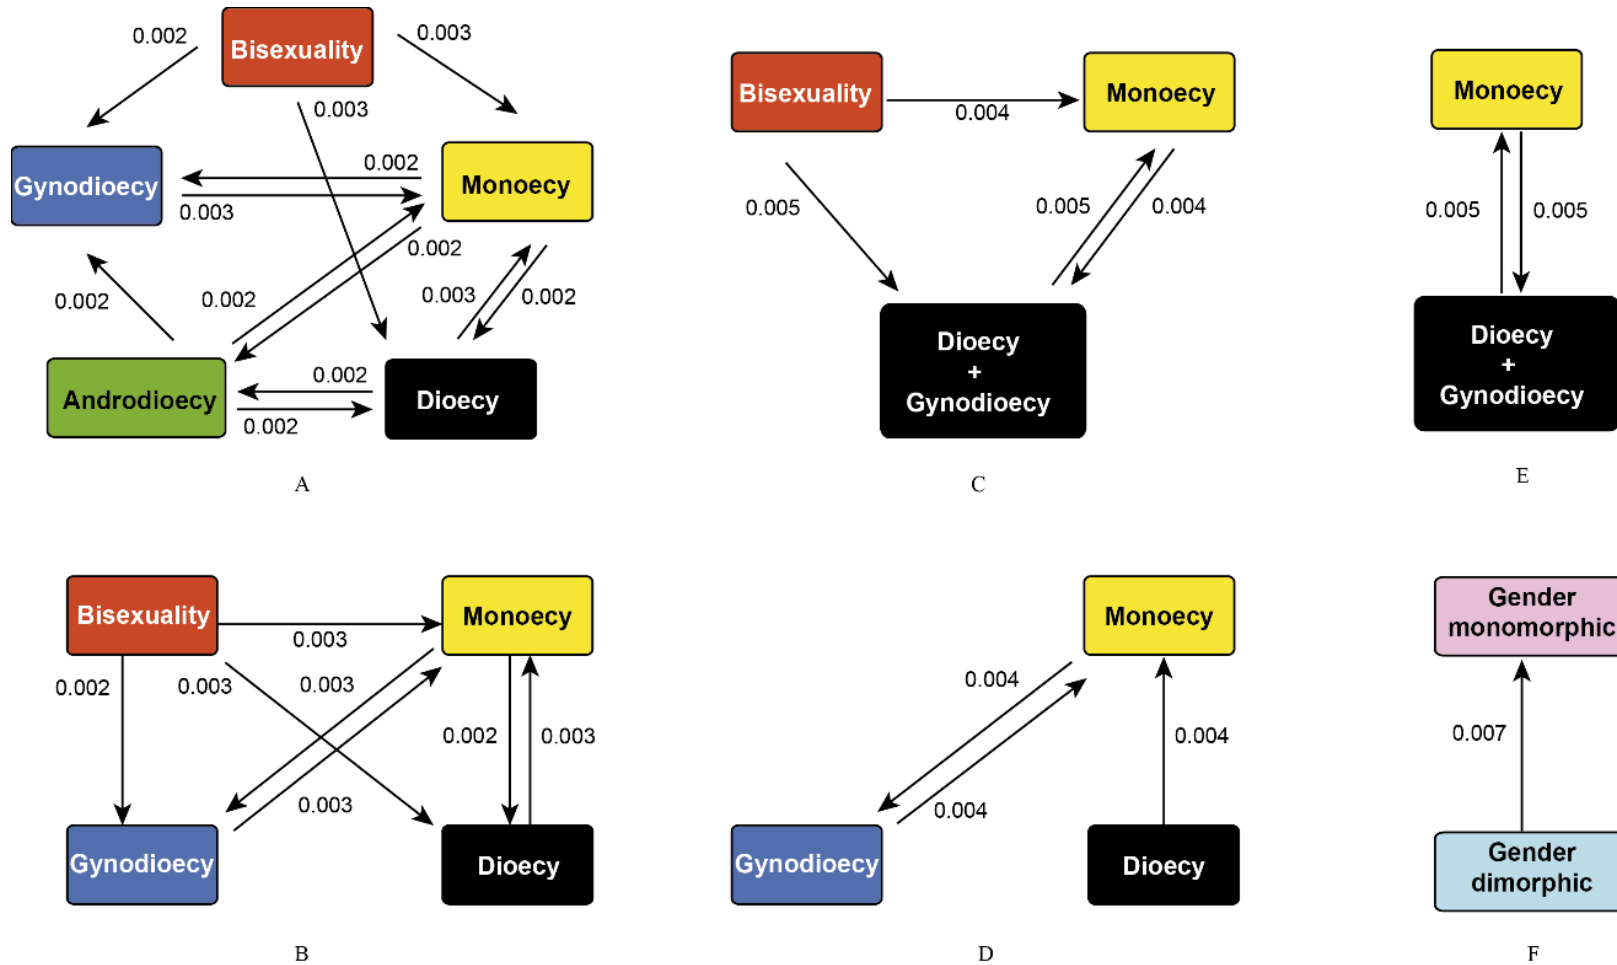 0.002
Bisexuality
0.003
0.003
Gynodioecy
0.002
0.003
Monoecy
0.002
0.002
0.002
0.003
0.002
Androdioecy
0.002
0.002
Dioecy
A
Bisexuality
0.004
Monoecy
0.005
0.005
0.004
Dioecy
+
Gynodioecy
C
Monoecy
0.005
0.005
Dioecy
+
Gynodioecy
E
Bisexuality
0.003
Monoecy
0.002
0.003
0.003
0.002
0.003
0.003
Gynodioecy
Dioecy
B
Monoecy
0.004
0.004
0.004
Gynodioecy
Dioecy
D
Gender
monomorphic
0.007
Gender
dimorphic
F